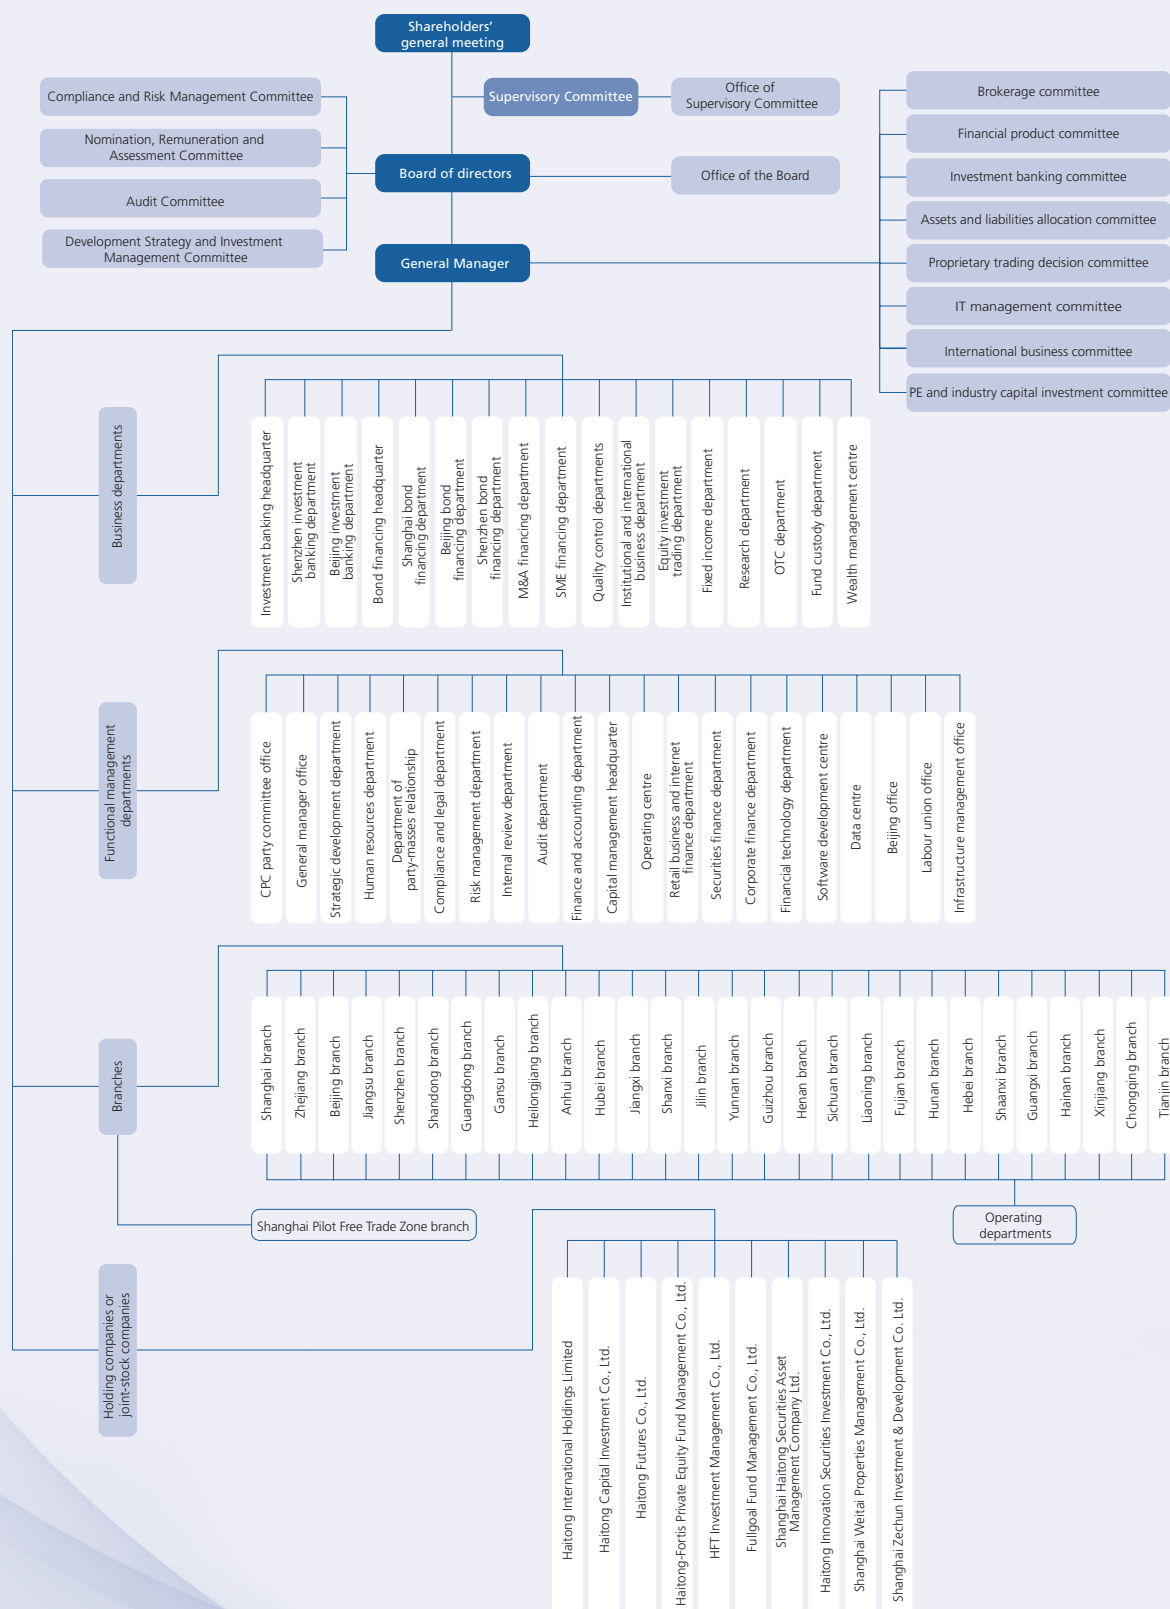 Shareholders'
general meeting
Supervisory Committee
Office of
Supervisory Committee
Compliance and Risk Management Committee
Nomination, Remuneration and
Assessment Committee
Audit Committee
Development Strategy and Investment
Management Committee
Board of directors
Office of the Board
General Manager
Brokerage committee
Financial product committee
Investment banking committee
Assets and liabilities allocation committee
Proprietary trading decision committee
IT management committee
International business committee
PE and industry capital investment committee
Business departments
Investment banking headquarter
Shenzhen investment
banking department
Beijing investment
banking department
Bond financing headquarter
Shanghai bond
financing department
Beijing bond
financing department
Shenzhen bond
financing department
M&A financing department
SME financing department
Quality control departments
Institutional and international
business department
Equity investment
trading department
Fixed income department
Research department
OTC department
Fund custody department
Wealth management centre
Functional management
departments
CPC party committee office
General manager office
Strategic development department
Human resources department
Department of
party-masses relationship
Compliance and legal department
Risk management department
Internal review department
Audit department
Finance and accounting department
Capital management headquarter
Operating centre
Retail business and internet
finance department
Securities finance department
Corporate finance department
Financial technology department
Software development centre
Data centre
Beijing office
Labour union office
Infrastructure management office
Branches
Shanghai branch
Zhejiang branch
Beijing branch
Jiangsu branch
Shenzhen branch
Shandong branch
Guangdong branch
Gansu branch
Heilongjiang branch
Anhui branch
Hubei branch
Jiangxi branch
Shanxi branch
Jilin branch
Yunnan branch
Guizhou branch
Henan branch
Sichuan branch
Liaoning branch
Fujian branch
Hunan branch
Hebei branch
Shaanxi branch
Guangxi branch
Hainan branch
Xinjiang branch
Chongqing branch
Tianjin branch
Shanghai Pilot Free Trade Zone branch
Operating
departments
Holding companies or
joint-stock companies
Haitong International Holdings Limited
Haitong Capital Investment Co., Ltd.
Haitong Futures Co., Ltd.
Haitong-Fortis Private Equity Fund Management Co., Ltd.
HFT Investment Management Co., Ltd.
Fullgoal Fund Management Co., Ltd.
Shanghai Haitong Securities Asset
Management Company Ltd.
Haitong Innovation Securities Investment Co., Ltd.
Shanghai Weitai Properties Management Co., Ltd.
Shanghai Zechun Investment & Development Co. Ltd.